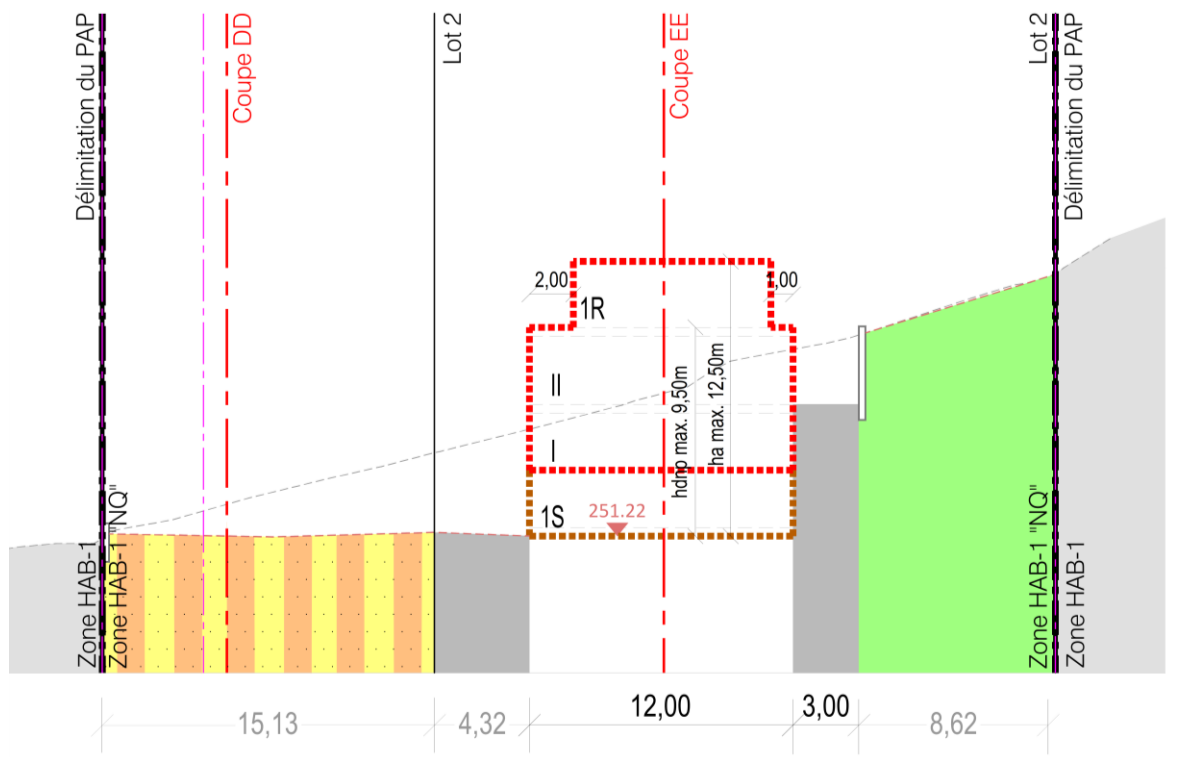 Délimitation du PAP
Coupe DD
Lot 2
Coupe EE
Lot 2
Délimitation du PAP
2,00
1,00
1R
II
hdnp max. 9,50m
ha max. 12,50m
I
1S
251.22
Zone HAB-1
Zone HAB-1 "NQ"
Zone HAB-1 "NQ"
Zone HAB-1
15,13
4,32
12,00
3,00
8,62